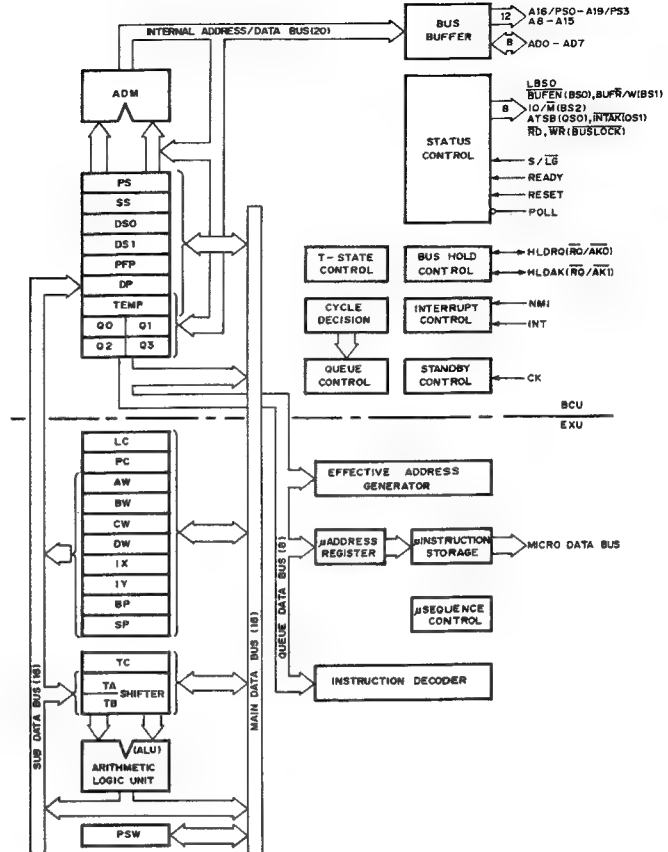 INTERNAL ADDRESS/DATA BUS(20)
BUS BUFFER
12
A16/PS0-A19/PS3
A8-A15
8
AD0-AD7
ADM
STATUS CONTROL
8
LBSO
BUFEN(BSO),BUFR/W(BS1)
IO/M(BS2)
ATSB(QSO),INTAK(QS1)
RD, WR(BUSLOCK)
S/LG
READY
RESET
POLL
PS
SS
DS0
DS1
PFP
DP
TEMP
Q0 Q1
Q2 Q3
T-STATE CONTROL
BUS HOLD CONTROL
HLDRQ(RQ/AK0)
HLDAK(RQ/AK1)
CYCLE DECISION
INTERRUPT CONTROL
NMI
INT
QUEUE CONTROL
STANDBY CONTROL
CK
BCU
EXU
LC
PC
AW
BW
CW
DW
IX
IY
BP
SP
EFFECTIVE ADDRESS GENERATOR
μADDRESS REGISTER
μINSTRUCTION STORAGE
MICRO DATA BUS
μSEQUENCE CONTROL
INSTRUCTION DECODER
QUEUE DATA BUS (8)
MAIN DATA BUS (16)
SUB DATA BUS (16)
TC
TA
TB
SHIFTER
(ALU)
ARITHMETIC LOGIC UNIT
PSW